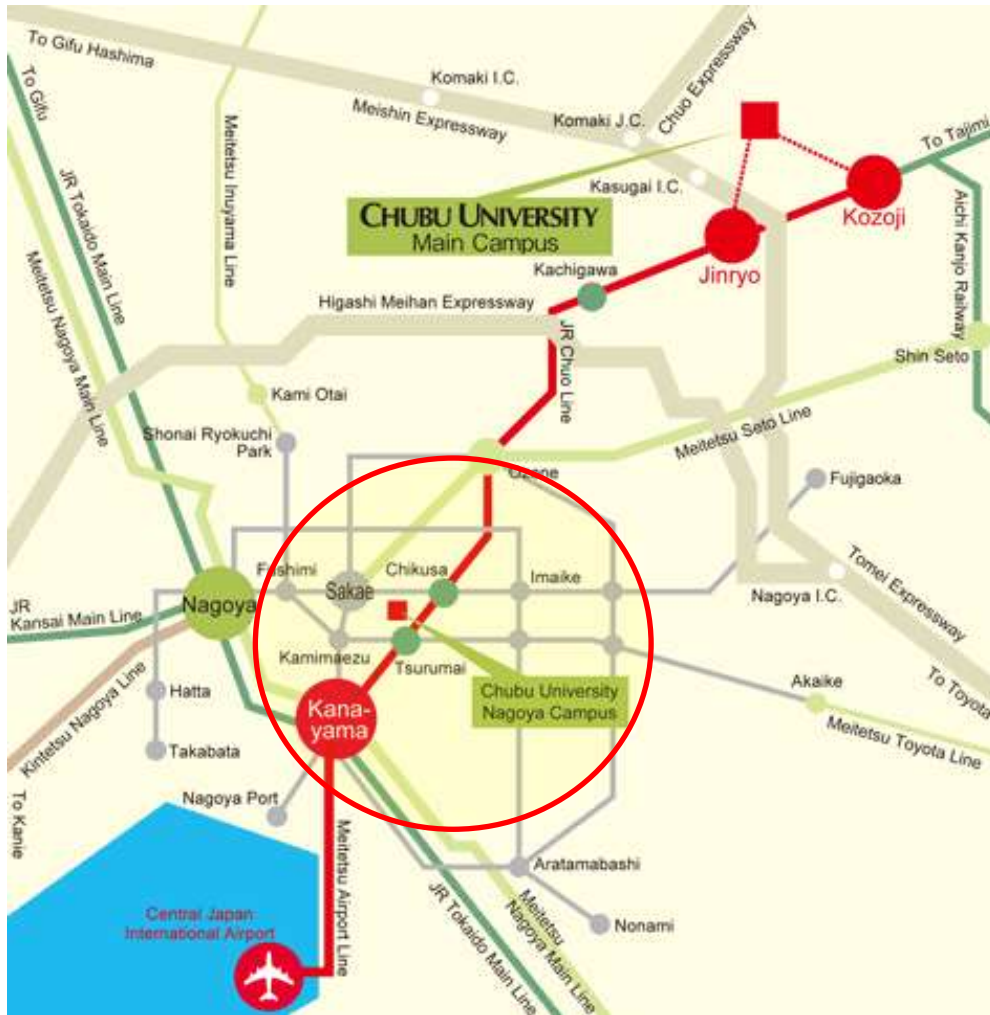 To Gifu Hashima
To Gifu
Meitetsu Inuyama Line
Komaki I.C.
Meishin Expressway
Komaki J.C.
Chuo Expressway
To Tajimi
Kasugai I.C.
CHUBU UNIVERSITY
Main Campus
Kozoji
Jinryo
Aichi Kanjo Railway
Kachigawa
JR Tokaido Main Line
Meitetsu Nagoya Main Line
Higashi Meihan Expressway
JR Chuo Line
Shin Seto
Kami Otai
Meitetsu Seto Line
Shonai Ryokuchi
Park
Ozone
Fujigaoka
Fushimi
Sakae
Chikusa
Imaike
Tomei Expressway
Nagoya I.C.
Nagoya
JR
Kansai Main Line
Kamimaezu
Tsurumai
Chubu University
Nagoya Campus
To Toyota
Akaike
Meitetsu Toyota Line
Hatta
Kintetsu Nagoya Line
Kana-
yama
Takabata
To Kanie
Nagoya Port
Meitetsu Airport Line
Aratamabashi
Central Japan
International Airport
JR Tokaido Main Line
Meitetsu
Nagoya Main Line
Nonami